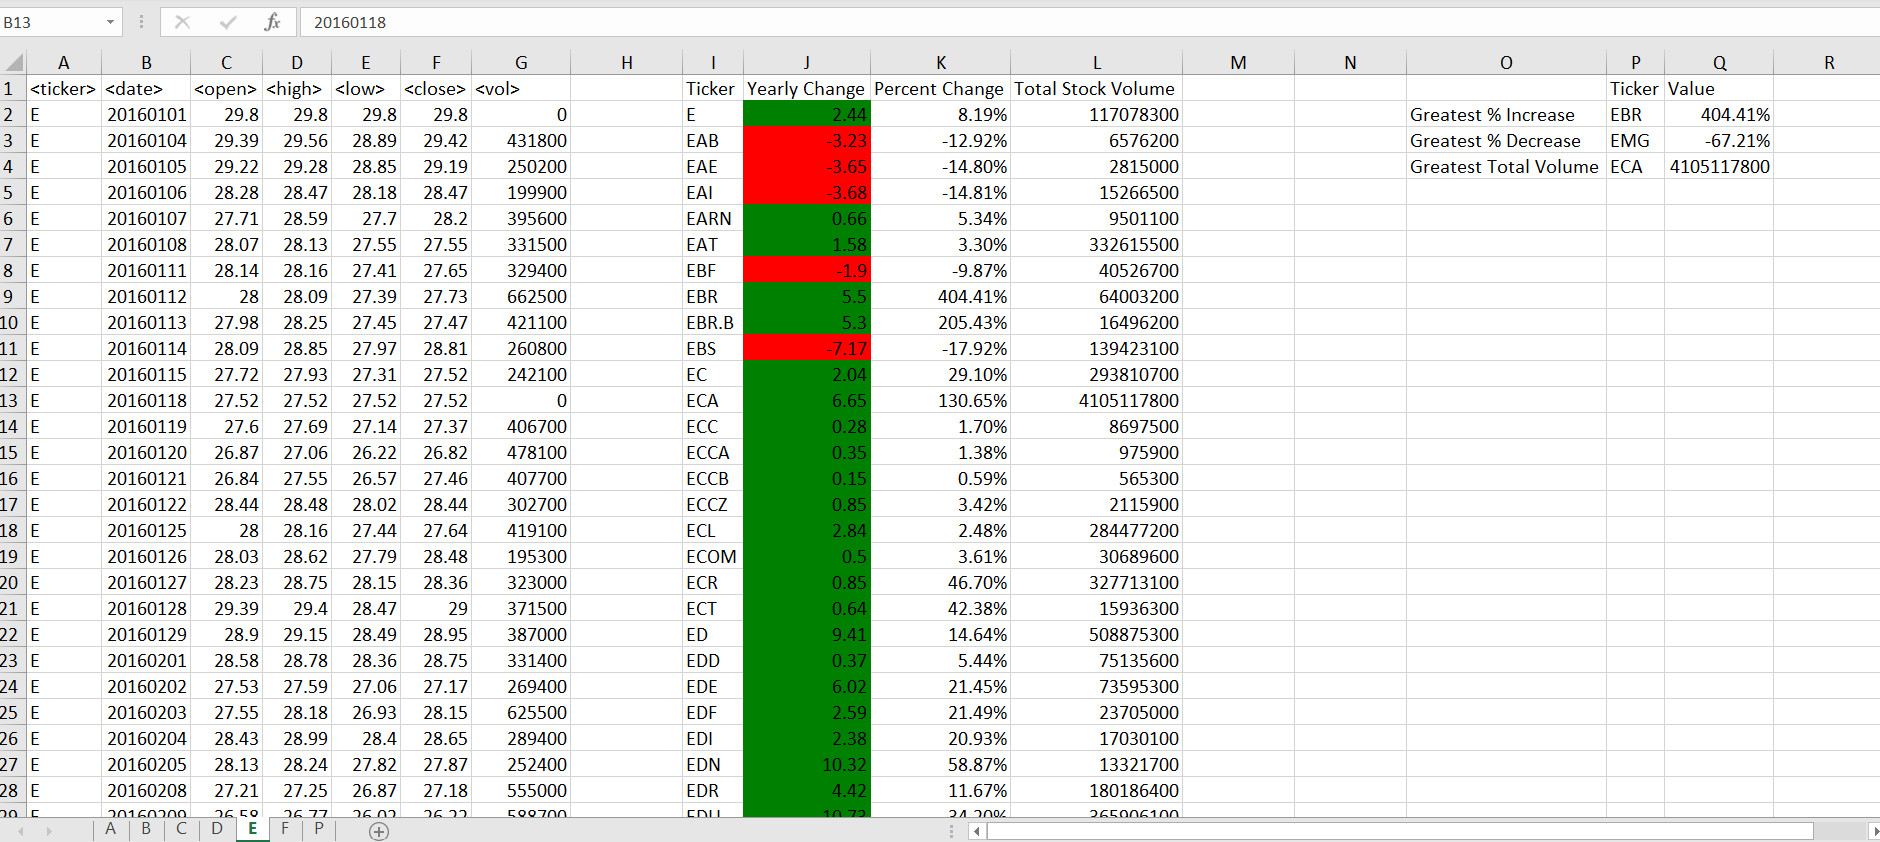 B13 fx 20160118
A B C D E F G H I J K L M N O P Q R
1 <ticker> <date> <open> <high> <low> <close> <vol> Ticker Yearly Change Percent Change Total Stock Volume Ticker Value
2 E 20160101 29.8 29.8 29.8 29.8 0 E 2.44 8.19% 117078300 Greatest % Increase EBR 404.41%
3 E 20160104 29.39 29.56 28.89 29.42 431800 EAB -3.23 -12.92% 6576200 Greatest % Decrease EMG -67.21%
4 E 20160105 29.22 29.28 28.85 29.19 250200 EAE -3.65 -14.80% 2815000 Greatest Total Volume ECA 4105117800
5 E 20160106 28.28 28.47 28.18 28.47 199900 EAI -3.68 -14.81% 15266500
6 E 20160107 27.71 28.59 27.7 28.2 395600 EARN 0.66 5.34% 9501100
7 E 20160108 28.07 28.13 27.55 27.55 331500 EAT 1.58 3.30% 332615500
8 E 20160111 28.14 28.16 27.41 27.65 329400 EBF -1.9 -9.87% 40526700
9 E 20160112 28 28.09 27.39 27.73 662500 EBR 5.5 404.41% 64003200
10 E 20160113 27.98 28.25 27.45 27.47 421100 EBR.B 5.3 205.43% 16496200
11 E 20160114 28.09 28.85 27.97 28.81 260800 EBS -7.17 -17.92% 139423100
12 E 20160115 27.72 27.93 27.31 27.52 242100 EC 2.04 29.10% 293810700
13 E 20160118 27.52 27.52 27.52 27.52 0 ECA 6.65 130.65% 4105117800
14 E 20160119 27.6 27.69 27.14 27.37 406700 ECC 0.28 1.70% 8697500
15 E 20160120 26.87 27.06 26.22 26.82 478100 ECCA 0.35 1.38% 975900
16 E 20160121 26.84 27.55 26.57 27.46 407700 ECCB 0.15 0.59% 565300
17 E 20160122 28.44 28.48 28.02 28.44 302700 ECCZ 0.85 3.42% 2115900
18 E 20160125 28 28.16 27.44 27.64 419100 ECL 2.84 2.48% 284477200
19 E 20160126 28.03 28.62 27.79 28.48 195300 ECOM 0.5 3.61% 30689600
20 E 20160127 28.23 28.75 28.15 28.36 323000 ECR 0.85 46.70% 327713100
21 E 20160128 29.39 29.4 28.47 29 371500 ECT 0.64 42.38% 15936300
22 E 20160129 28.9 29.15 28.49 28.95 387000 ED 9.41 14.64% 508875300
23 E 20160201 28.58 28.78 28.36 28.75 331400 EDD 0.37 5.44% 75135600
24 E 20160202 27.53 27.59 27.06 27.17 269400 EDE 6.02 21.45% 73595300
25 E 20160203 27.55 28.18 26.93 28.15 625500 EDF 2.59 21.49% 23705000
26 E 20160204 28.43 28.99 28.4 28.65 289400 EDI 2.38 20.93% 17030100
27 E 20160205 28.13 28.24 27.82 27.87 252400 EDN 10.32 58.87% 13321700
28 E 20160208 27.21 27.25 26.87 27.18 555000 EDR 4.42 11.67% 180186400
29 E 20160209 26.58 26.77 26.02 26.22 588700 EDU 10.73 34.20% 365906100
A B C D E F P